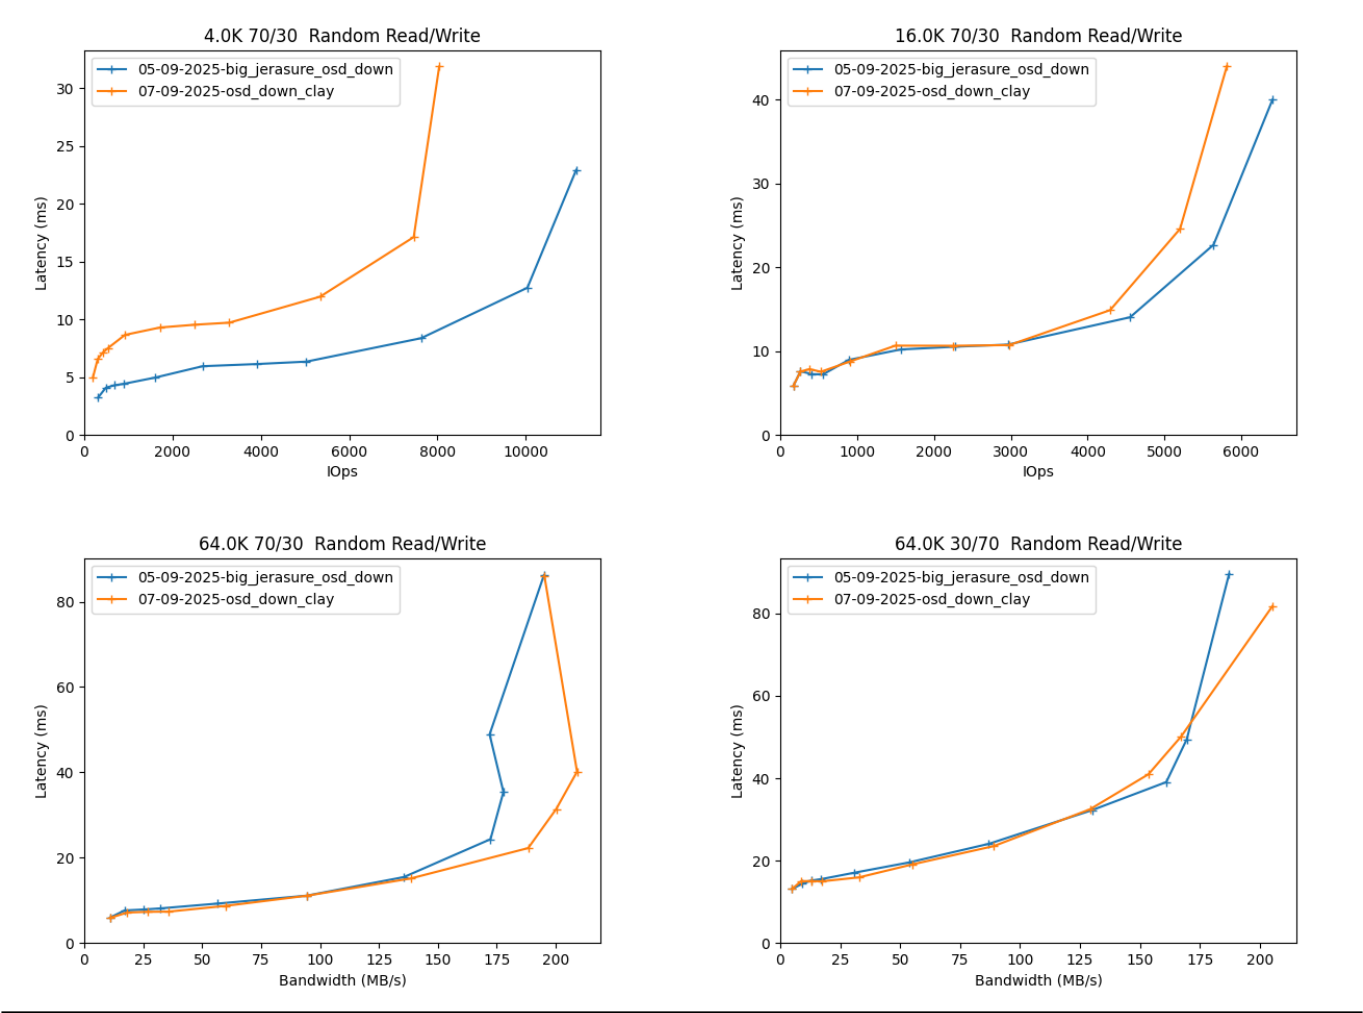 4.0K 70/30  Random Read/Write
05-09-2025-big_jerasure_osd_down
07-09-2025-osd_down_clay
Latency (ms)
30
25
20
15
10
5
0
0 2000 4000 6000 8000 10000
IOps
16.0K 70/30  Random Read/Write
05-09-2025-big_jerasure_osd_down
07-09-2025-osd_down_clay
Latency (ms)
40
30
20
10
0
0 1000 2000 3000 4000 5000 6000
IOps
64.0K 70/30  Random Read/Write
05-09-2025-big_jerasure_osd_down
07-09-2025-osd_down_clay
Latency (ms)
80
60
40
20
0
0 25 50 75 100 125 150 175 200
Bandwidth (MB/s)
64.0K 30/70  Random Read/Write
05-09-2025-big_jerasure_osd_down
07-09-2025-osd_down_clay
Latency (ms)
80
60
40
20
0
0 25 50 75 100 125 150 175 200
Bandwidth (MB/s)